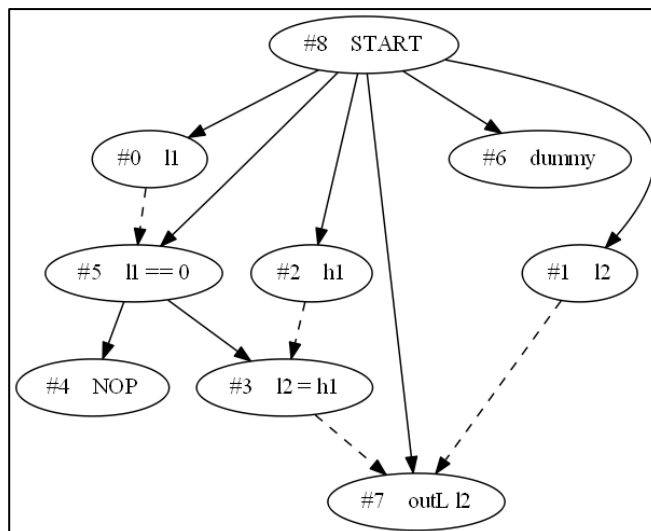 #8 START
#0 l1
#6 dummy
#5 l1 == 0
#2 h1
#1 l2
#4 NOP
#3 l2 = h1
#7 outL l2